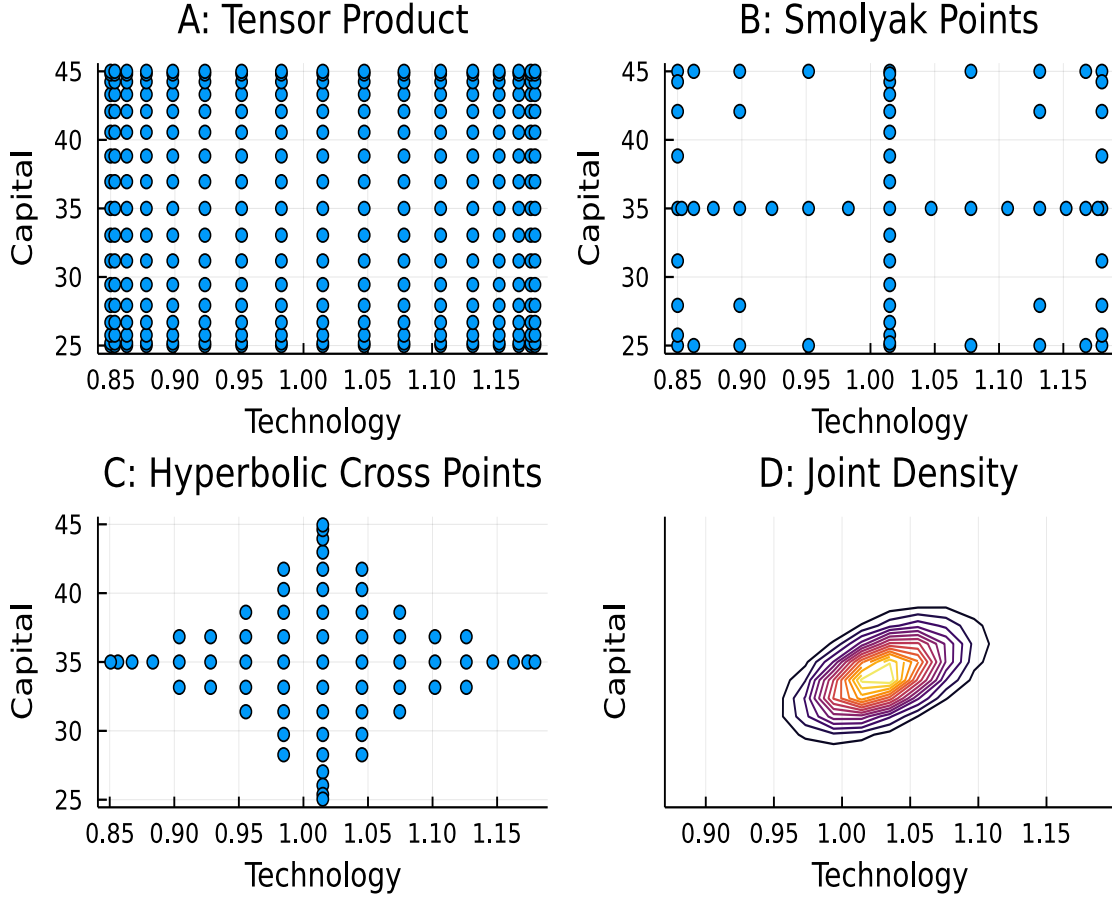 A: Tensor Product
B: Smolyak Points
Capital
45
40
35
30
25
0.85 0.90 0.95 1.00 1.05 1.10 1.15
Technology
Capital
45
40
35
30
25
0.85 0.90 0.95 1.00 1.05 1.10 1.15
Technology
C: Hyperbolic Cross Points
D: Joint Density
Capital
45
40
35
30
25
0.85 0.90 0.95 1.00 1.05 1.10 1.15
Technology
Capital
0.90 0.95 1.00 1.05 1.10 1.15
Technology